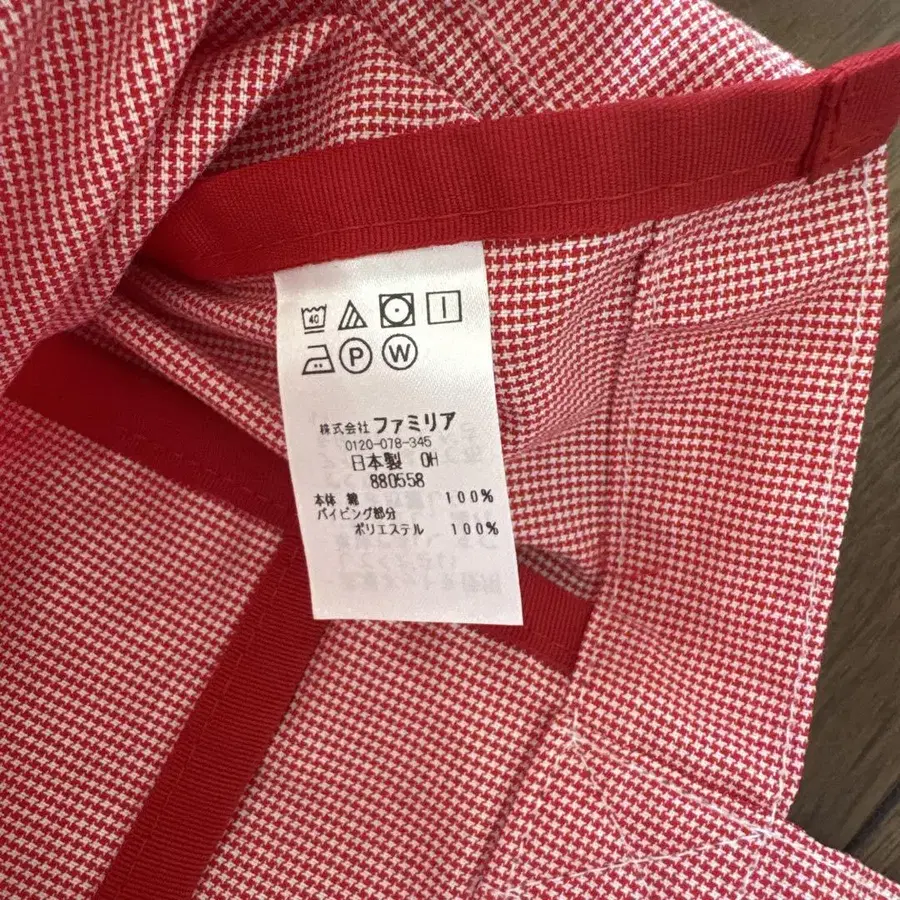 40
P W
株式会社 ファミリア
0120-078-345
日本製 OH
880558
本体 綿 100%
パイピング部分
ポリエステル 100%